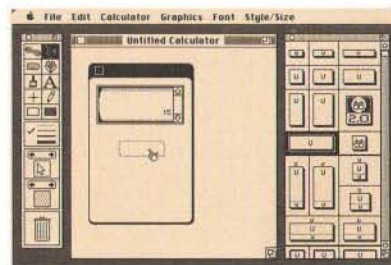 File Edit Calculator Graphics Font Style/Size
Untitled Calculator
15
2.0
U